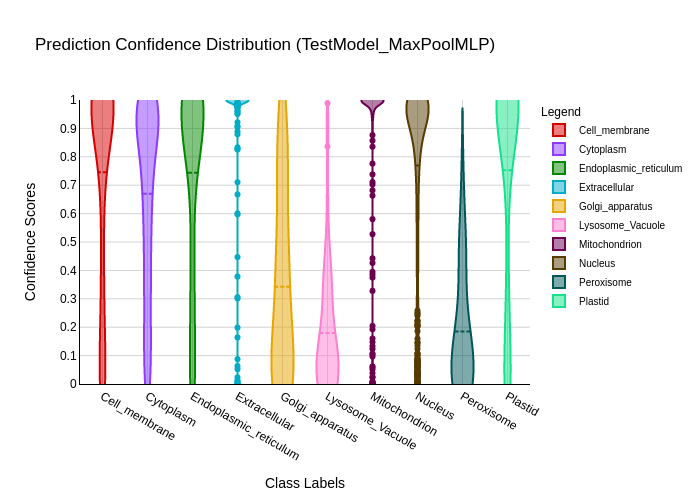 Prediction Confidence Distribution (TestModel_MaxPoolMLP)
Legend
Cell_membrane
Cytoplasm
Endoplasmic_reticulum
Extracellular
Golgi_apparatus
Lysosome_Vacuole
Mitochondrion
Nucleus
Peroxisome
Plastid
Confidence Scores
1
0.9
0.8
0.7
0.6
0.5
0.4
0.3
0.2
0.1
0
Cell_membrane
Cytoplasm
Endoplasmic_reticulum
Extracellular
Golgi_apparatus
Lysosome_Vacuole
Mitochondrion
Nucleus
Peroxisome
Plastid
Class Labels